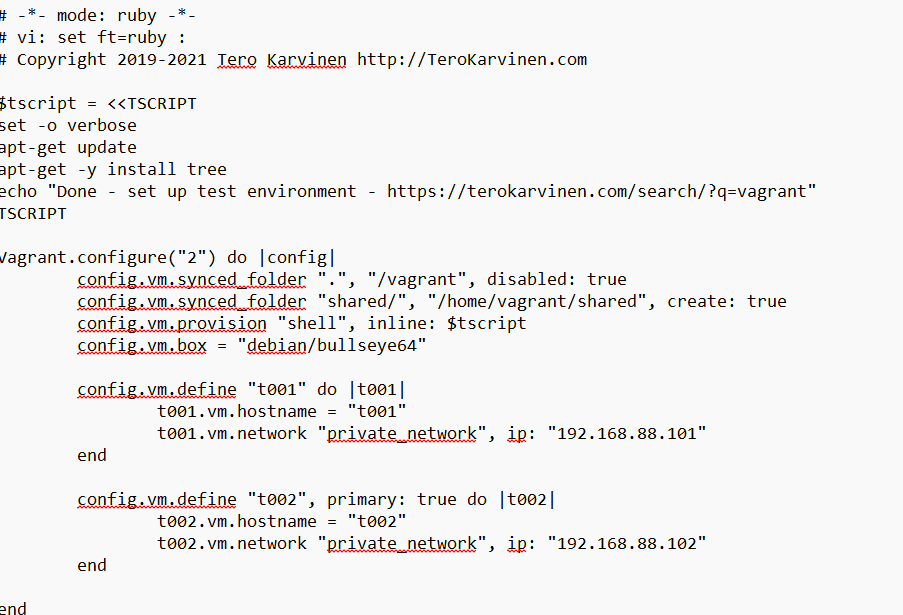 # -*- mode: ruby -*-
# vi: set ft=ruby :
# Copyright 2019-2021 Tero Karvinen http://TeroKarvinen.com

$tscript = <<TSCRIPT
set -o verbose
apt-get update
apt-get -y install tree
echo "Done - set up test environment - https://terokarvinen.com/search/?q=vagrant"
TSCRIPT

Vagrant.configure("2") do |config|
	config.vm.synced_folder ".", "/vagrant", disabled: true
	config.vm.synced_folder "shared/", "/home/vagrant/shared", create: true
	config.vm.provision "shell", inline: $tscript
	config.vm.box = "debian/bullseye64"

	config.vm.define "t001" do |t001|
		t001.vm.hostname = "t001"
		t001.vm.network "private_network", ip: "192.168.88.101"
	end

	config.vm.define "t002", primary: true do |t002|
		t002.vm.hostname = "t002"
		t002.vm.network "private_network", ip: "192.168.88.102"
	end

end